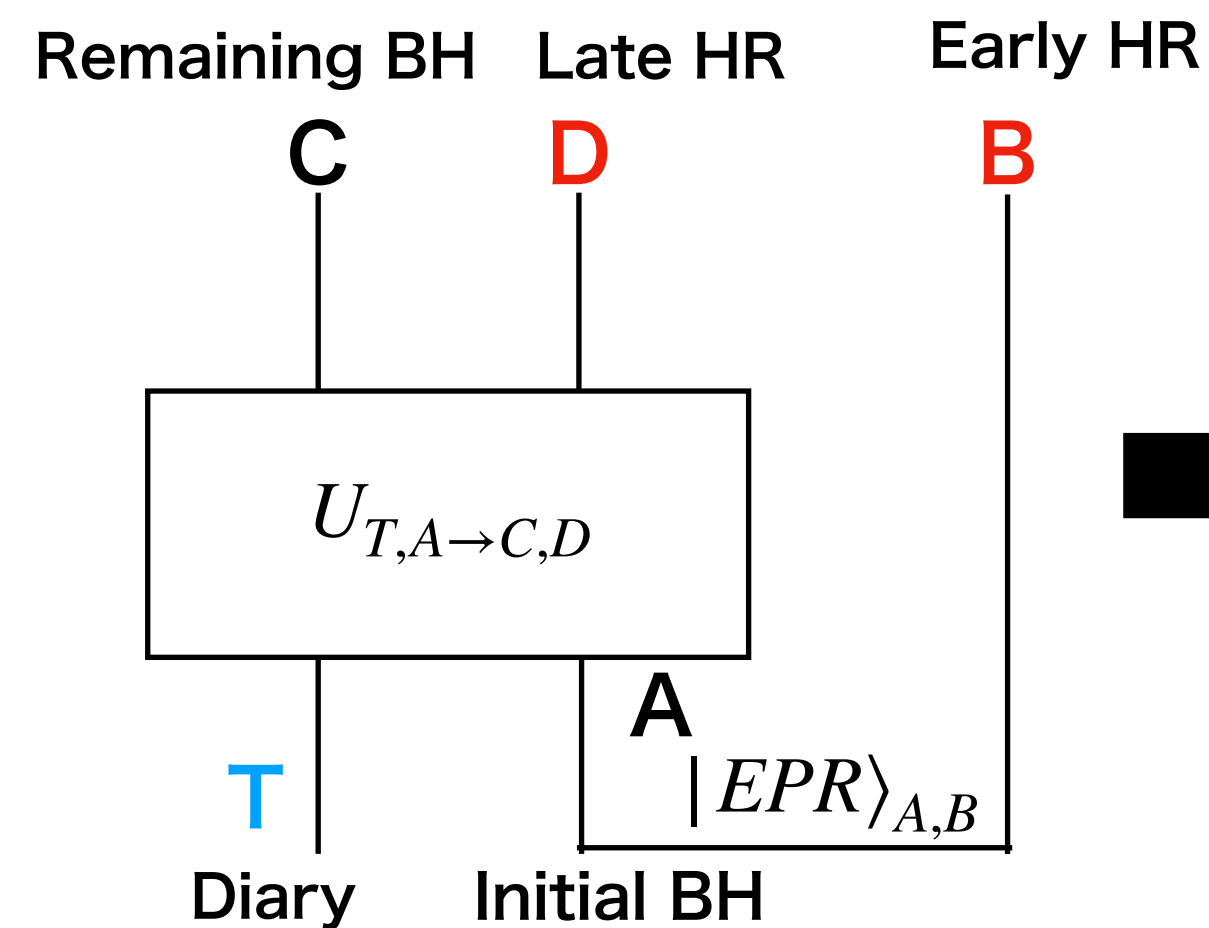 Remaining BH Late HR Early HR
C D B
U_{T,A→C,D}
A
T |EPR⟩_{A,B}
Diary Initial BH